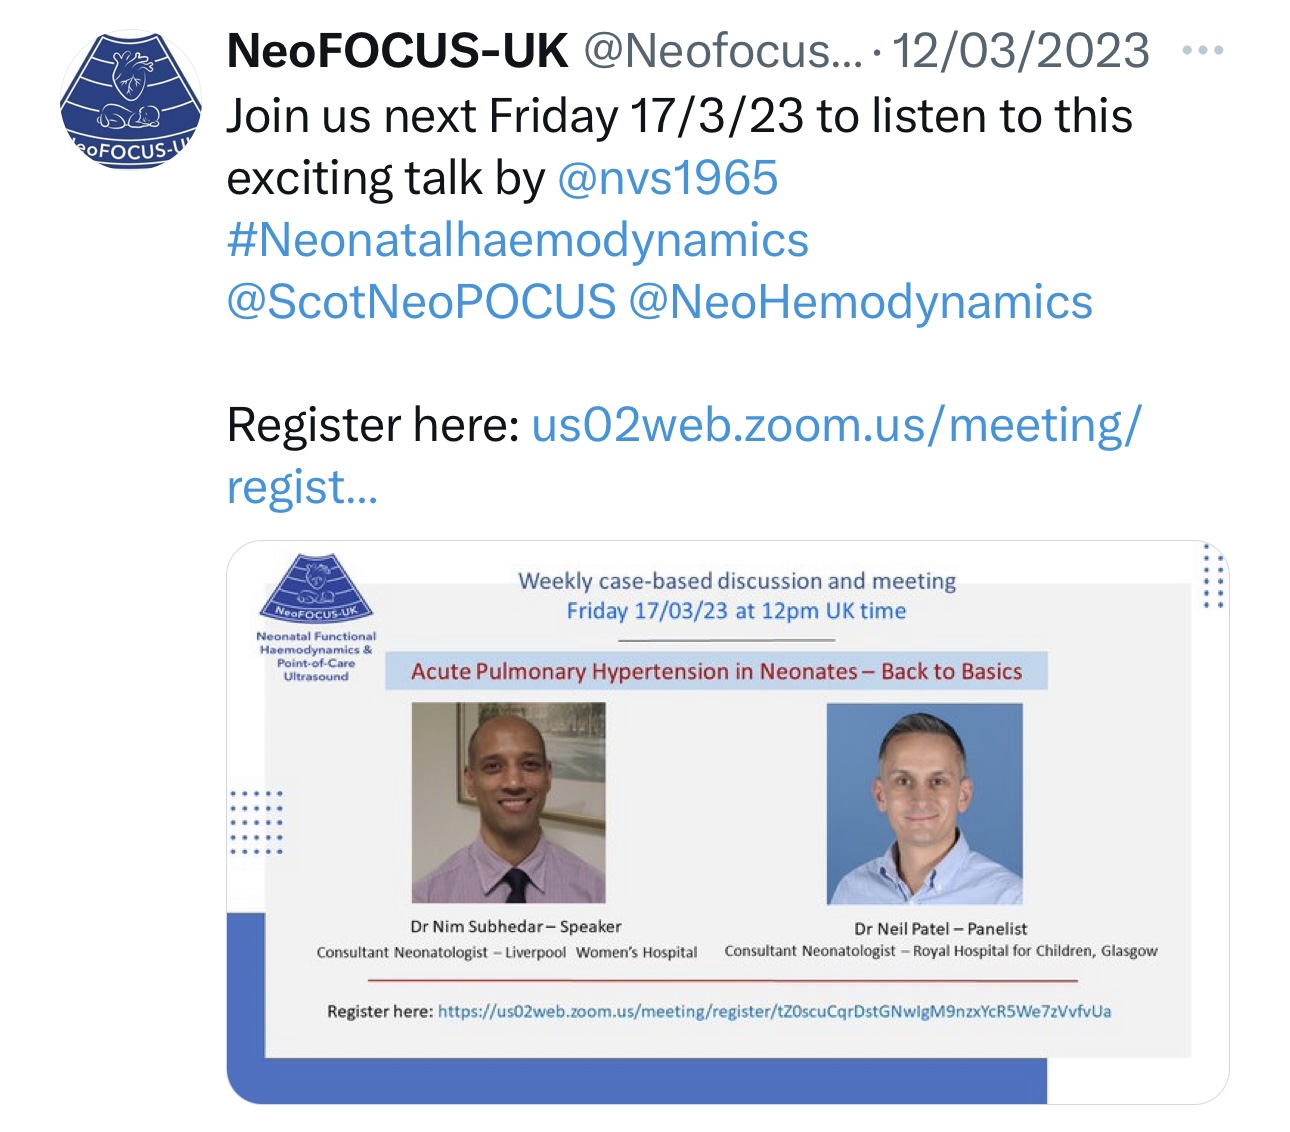 NeoFOCUS-UK @Neofocus... · 12/03/2023
Join us next Friday 17/3/23 to listen to this
exciting talk by @nvs1965
#Neonatalhaemodynamics
@ScotNeoPOCUS @NeoHemodynamics
Register here: us02web.zoom.us/meeting/
regist...
eoFOCUS-U
NeoFOCUS-UK
Neonatal Functional
Haemodynamics &
Point-of-Care
Ultrasound
Weekly case-based discussion and meeting
Friday 17/03/23 at 12pm UK time
Acute Pulmonary Hypertension in Neonates – Back to Basics
Dr Nim Subhedar – Speaker
Consultant Neonatologist – Liverpool Women's Hospital
Dr Neil Patel – Panelist
Consultant Neonatologist – Royal Hospital for Children, Glasgow
Register here: https://us02web.zoom.us/meeting/register/tZ0scuCqrDstGNwIgM9nzxYcR5We7zVvfvUa